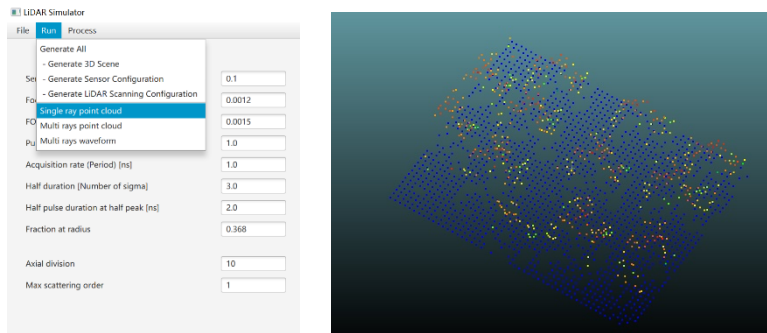 LiDAR Simulator
File Run Process
Generate All
- Generate 3D Scene
- Generate Sensor Configuration
- Generate LiDAR Scanning Configuration
Single ray point cloud
Multi rays point cloud
Multi rays waveform
0.1
0.0012
0.0015
1.0
Acquisition rate (Period) [ns] 1.0
Half duration [Number of sigma] 3.0
Half pulse duration at half peak [ns] 2.0
Fraction at radius 0.368
Axial division 10
Max scattering order 1